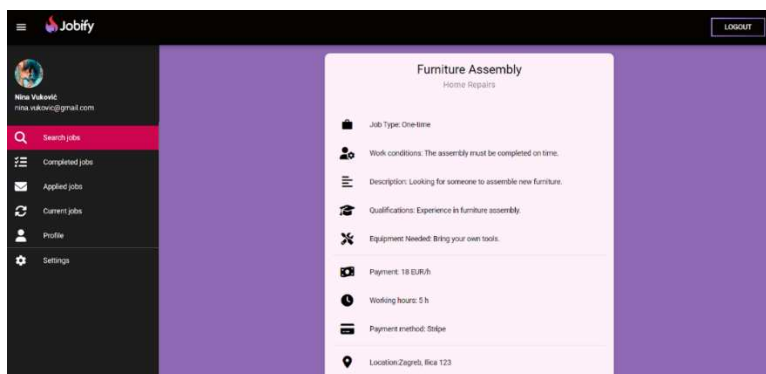 Jobify
LOGOUT
Nina Vuković
nina.vukovic@gmail.com
Search jobs
Completed jobs
Applied jobs
Current jobs
Profile
Settings
Furniture Assembly
Home Repairs
Job Type: One-time
Work conditions: The assembly must be completed on time.
Description: Looking for someone to assemble new furniture.
Qualifications: Experience in furniture assembly.
Equipment Needed: Bring your own tools.
Payment: 18 EUR/h
Working hours: 5 h
Payment method: Stripe
Location:Zagreb, Ilica 123